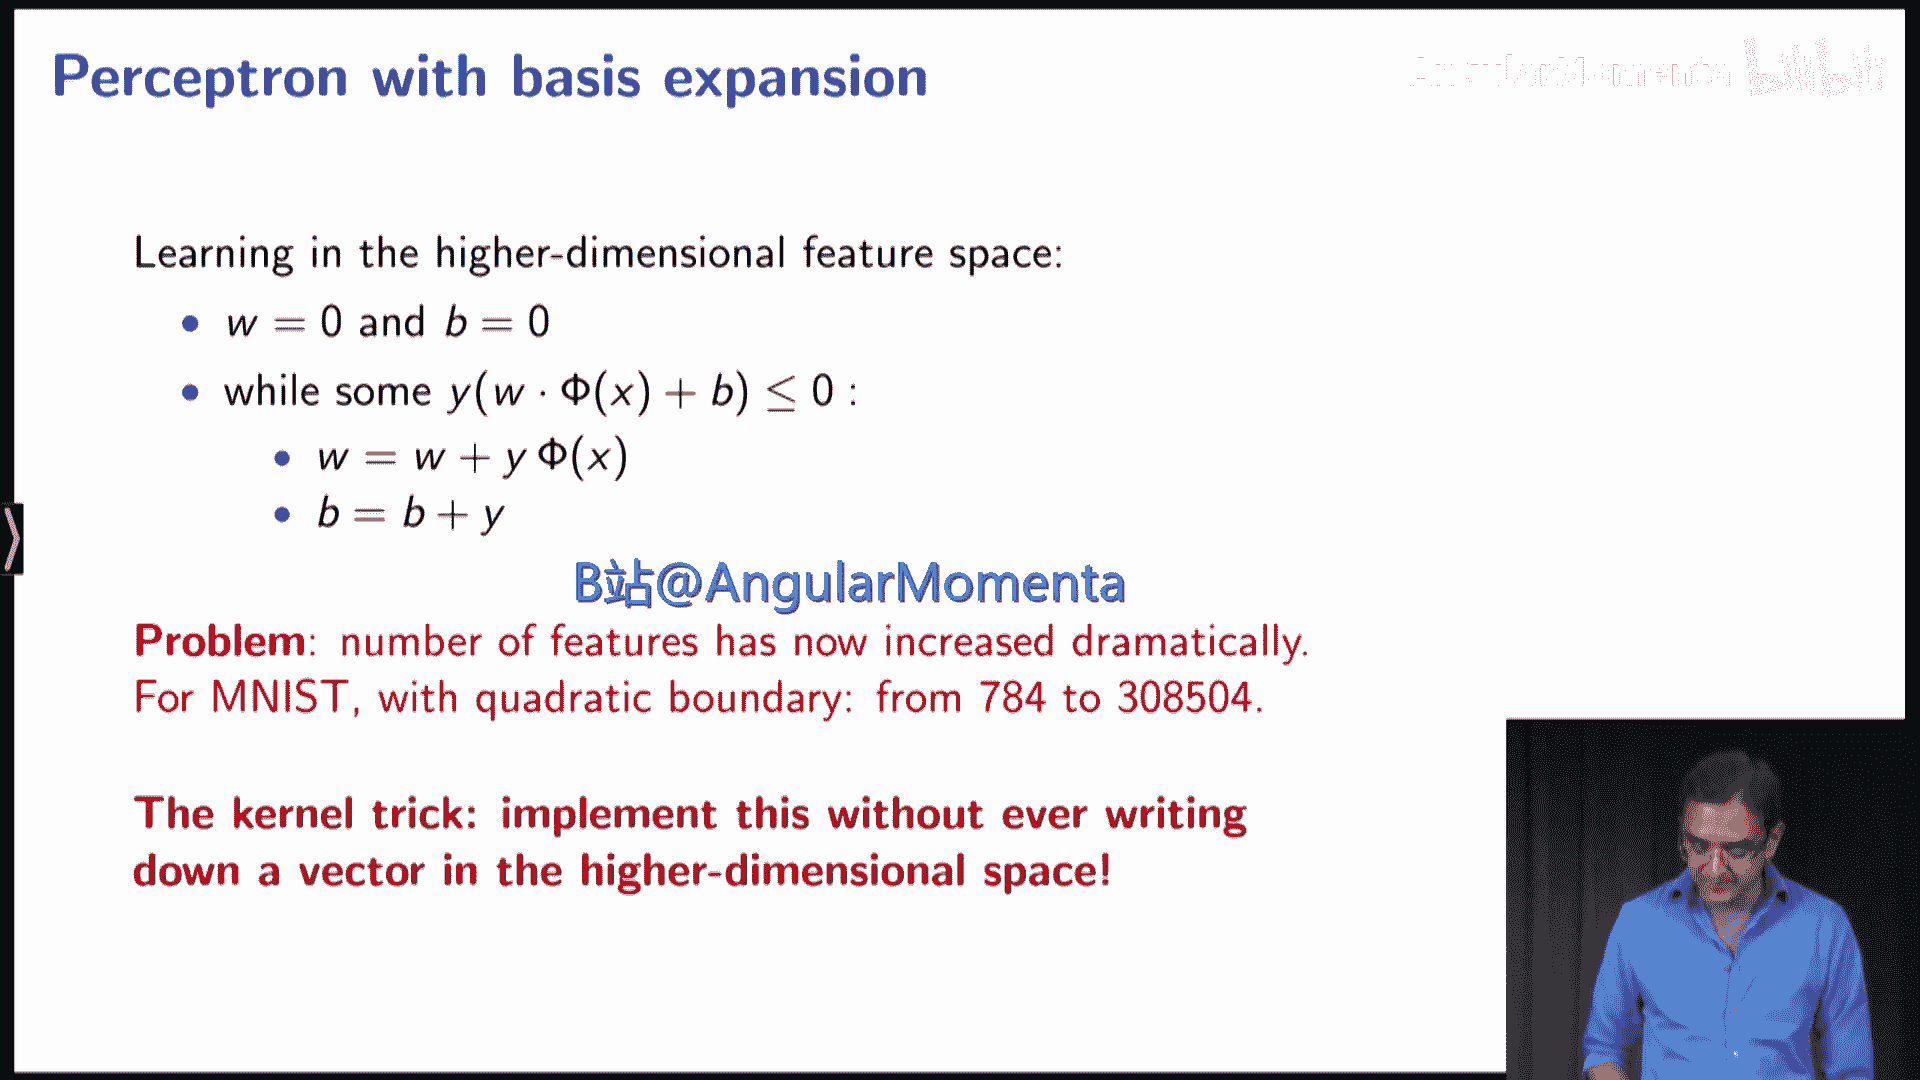 Perceptron with basis expansion
Learning in the higher-dimensional feature space:
• w = 0 and b = 0
• while some y(w · Φ(x) + b) ≤ 0 :
• w = w + y Φ(x)
• b = b + y
B站@AngularMomenta
Problem: number of features has now increased dramatically.
For MNIST, with quadratic boundary: from 784 to 308504.
The kernel trick: implement this without ever writing
down a vector in the higher-dimensional space!